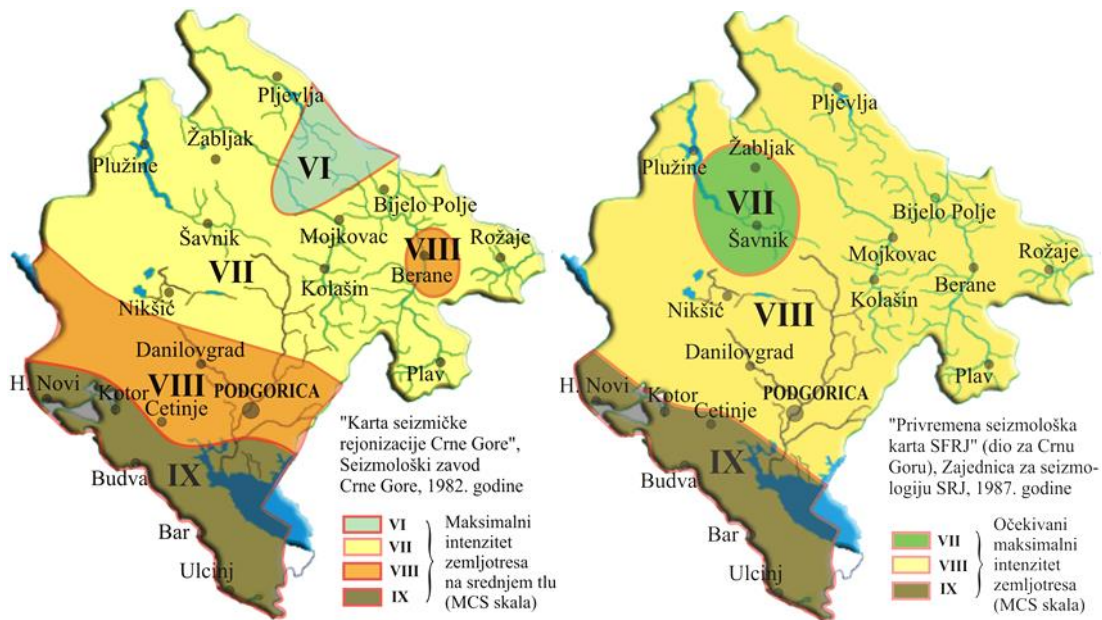 Pljevlja
Žabljak
Plužine
VI
Bijelo Polje
Šavnik
Mojkovac
VIII
Rožaje
VII
Berane
Kolašin
Nikšić
Danilovgrad
Plav
VIII
PODGORICA
H. Novi
Kotor
Cetinje
IX
Budva
Bar
Ulcinj
"Karta seizmičke
rejonizacije Crne Gore",
Seizmološki zavod
Crne Gore, 1982. godine
VI
VII
VIII
IX
Maksimalni
intenzitet
zemljotresa
na srednjem tlu
(MCS skala)
Pljevlja
Žabljak
Plužine
VII
Bijelo Polje
Šavnik
Mojkovac
Rožaje
Berane
Kolašin
Nikšić
VIII
Danilovgrad
Plav
PODGORICA
H. Novi
Kotor
Cetinje
IX
Budva
Bar
Ulcinj
"Privremena seizmološka
karta SFRJ" (dio za Crnu
Goru), Zajednica za seizmo-
logiju SRJ, 1987. godine
VII
VIII
IX
Očekivani
maksimalni
intenzitet
zemljotresa
(MCS skala)